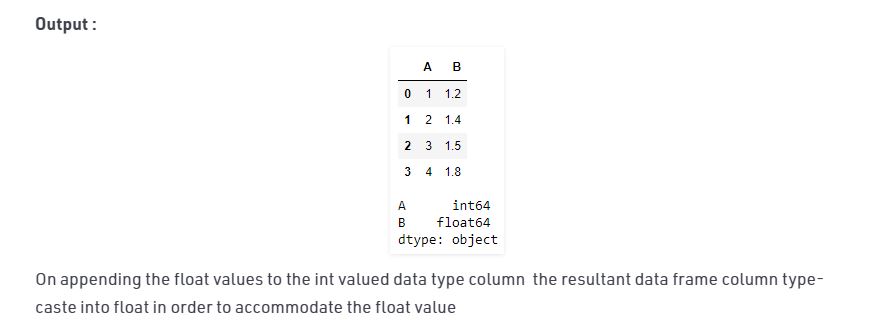 Output :
A B
0 1 1.2
1 2 1.4
2 3 1.5
3 4 1.8
A int64
B float64
dtype: object
On appending the float values to the int valued data type column the resultant data frame column type-
caste into float in order to accommodate the float value